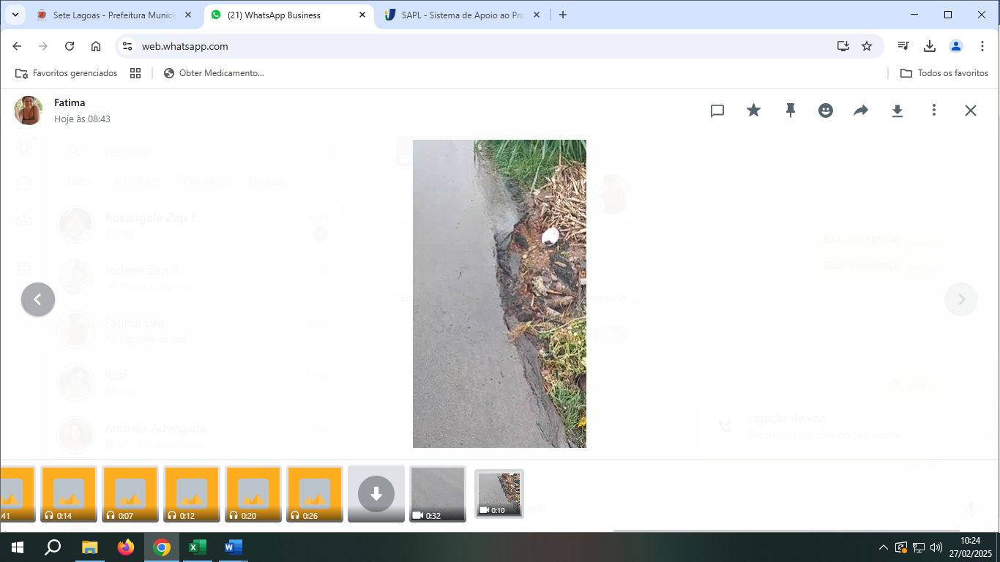 Sete Lagoas - Prefeitura Munici
(21) WhatsApp Business
SAPL - Sistema de Apoio ao Pro
web.whatsapp.com
Favoritos gerenciados
Obter Medicamento...
Todos os favoritos
Fatima
Hoje às 08:43
Pesquisar
Tudo
Não lidas
Favoritas
Grupos
Rosangela Zap E
10:23
1:02
Jaciene Zap E
Nome completo
Fatima Lira
Ligação de voz
Rosi
Foto
Andreia Advogada
Bom dia, Fatima!
Qual o endereço
Oi
Ligação de voz
Retorne as ligações no seu celular.
:41
0:14
0:07
0:12
0:20
0:26
0:32
0:10
10:24
27/02/2025